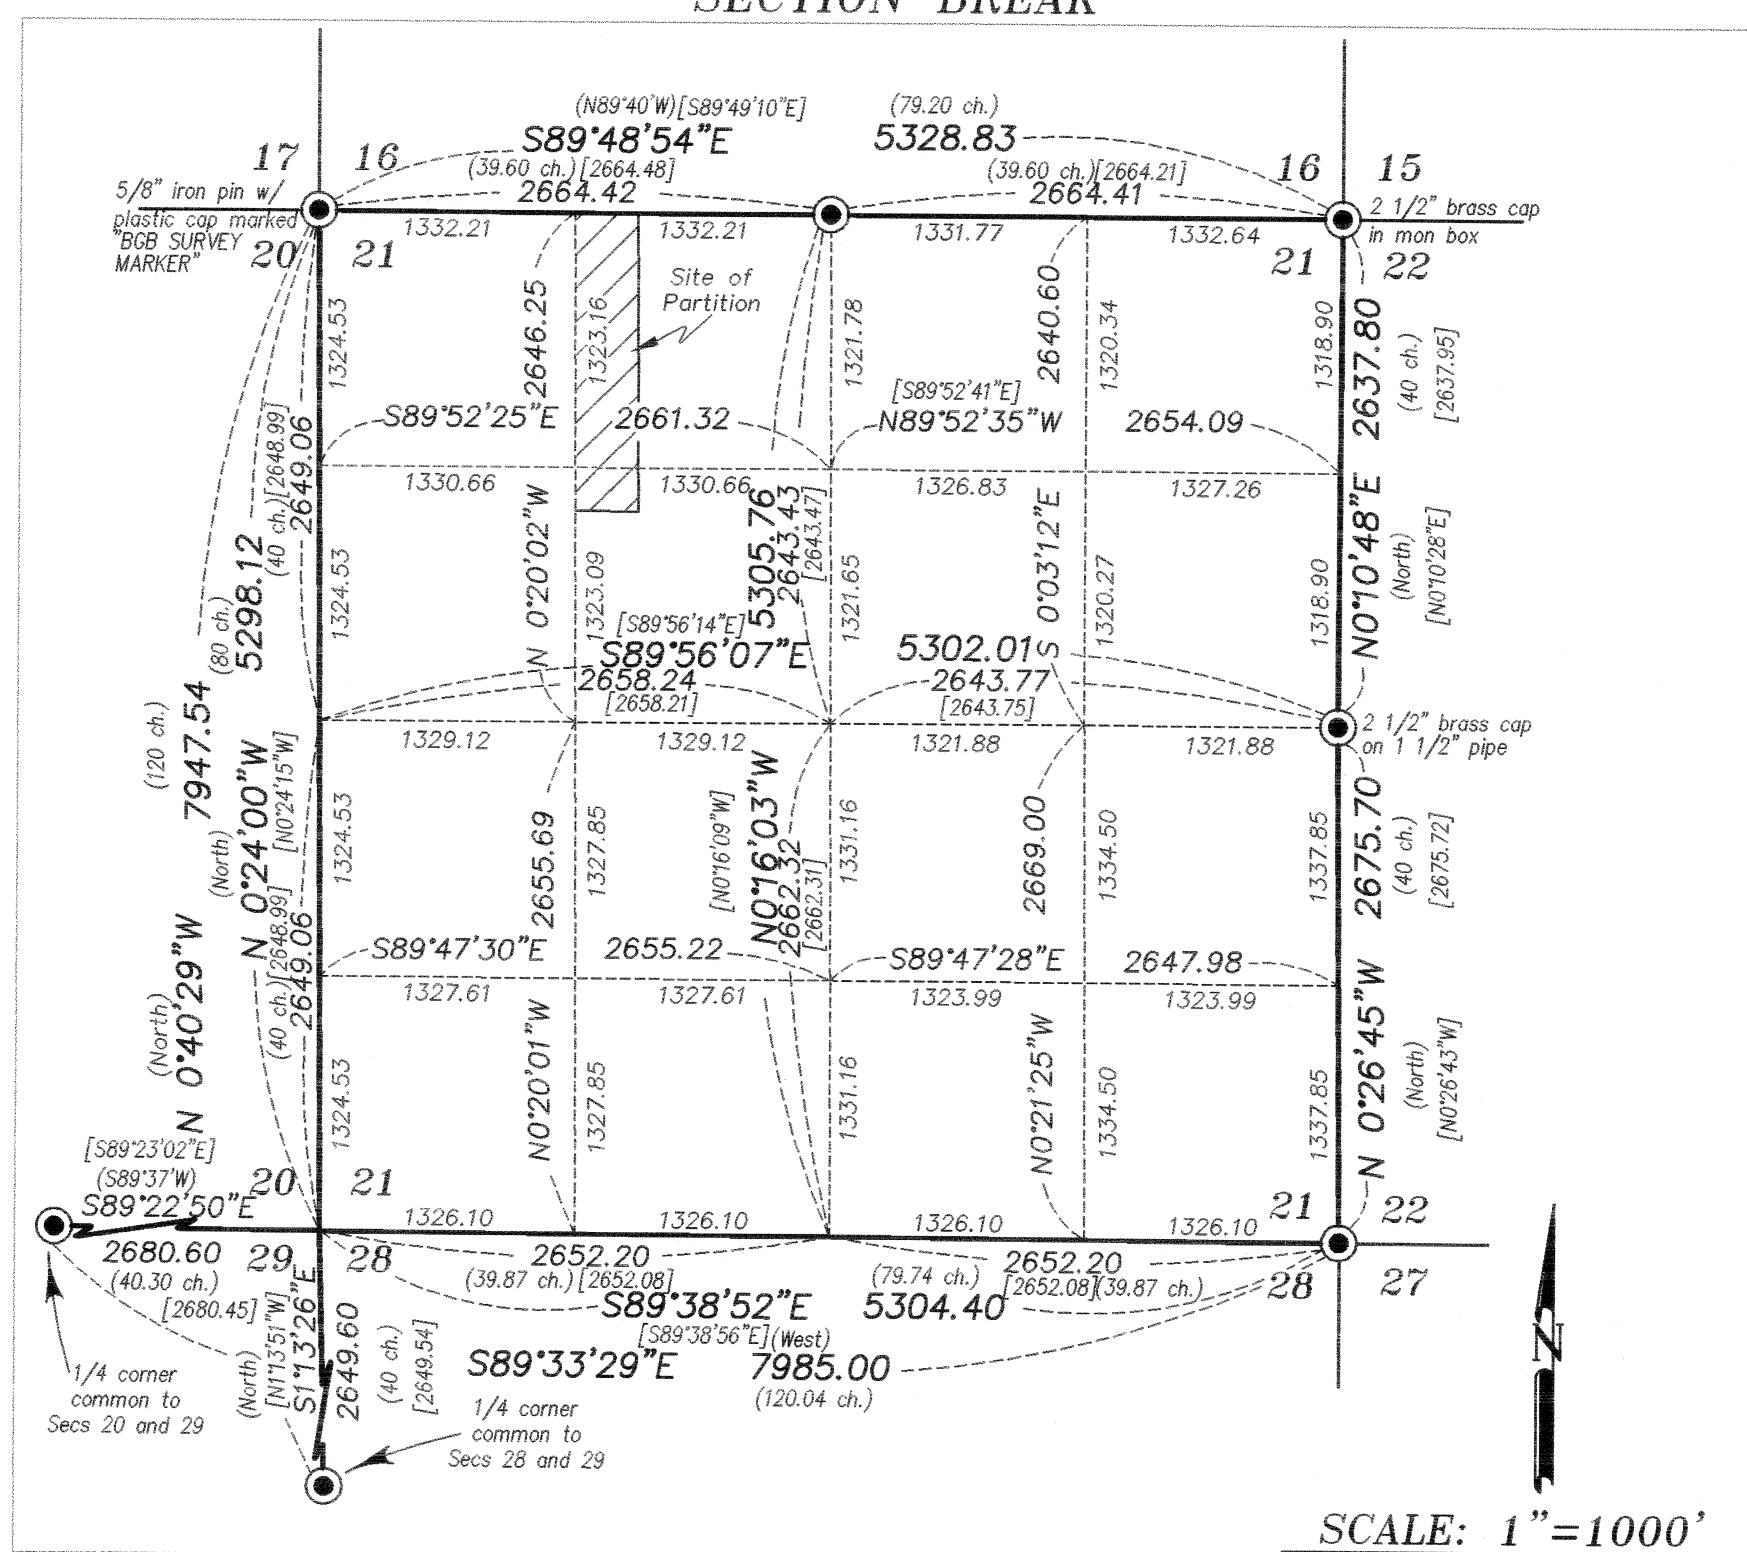 SECTION BREAK
(N89°40'W)[S89°49'10"E] (79.20 ch.)
S89°48'54"E 5328.83
17 16 (39.60 ch.)[2664.48] (39.60 ch.)[2664.21] 16 15
2664.42 2664.41
5/8" iron pin w/
plastic cap marked
"BGB SURVEY
MARKER"
2 1/2" brass cap
in mon box
1332.21 1332.21 1331.77 1332.64
20 21 21 22
Site of
Partition
1324.53
2646.25
1323.16
1321.78
2640.60
1320.34
1318.90
2637.80
(40 ch.)
[2637.95]
[S89°52'41"E]
S89°52'25"E 2661.32 N89°52'35"W 2654.09
1330.66 1330.66 1326.83 1327.26
(40 ch.)[2648.99]
2649.06
5298.12
(80 ch.)
1324.53
N 0°20'02"W
1323.09
5305.76
2643.43
[2643.47]
1321.65
S 0°03'12"E
1320.27
1318.90
N0°10'48"E
(North)
[N0°10'28"E]
[S89°56'14"E]
S89°56'07"E 5302.01
2658.24 2643.77
[2658.21] [2643.75]
1329.12 1329.12 1321.88 1321.88
2 1/2" brass cap
on 1 1/2" pipe
(120 ch.)
7947.54
(North)
N 0°24'00"W
[N0°24'15"W]
1324.53
2655.69
1327.85
[N0°16'09"W]
N0°16'03"W
2662.32
[2662.31]
1331.16
2669.00
1334.50
1337.85
2675.70
(40 ch.)
[2675.72]
S89°47'30"E 2655.22 S89°47'28"E 2647.98
1327.61 1327.61 1323.99 1323.99
(North)
N 0°40'29"W
(40 ch.)[2648.99]
2649.06
1324.53
N0°20'01"W
1327.85
1331.16
N0°21'25"W
1334.50
1337.85
N 0°26'45"W
(North)
[N0°26'43"W]
[S89°23'02"E]
(S89°37'W)
S89°22'50"E
20 21 21 22
1326.10 1326.10 1326.10 1326.10
2680.60 29 28 2652.20 2652.20
(40.30 ch.) (39.87 ch.)[2652.08] (79.74 ch.) [2652.08](39.87 ch.) 28 27
[2680.45] S89°38'52"E 5304.40
[S89°38'56"E](West)
S89°33'29"E 7985.00
(120.04 ch.)
(North)
[N1°13'51"W]
S1°13'26"E
2649.60
(40 ch.)
[2649.54]
1/4 corner
common to
Secs 20 and 29
1/4 corner
common to
Secs 28 and 29
N
SCALE: 1"=1000'